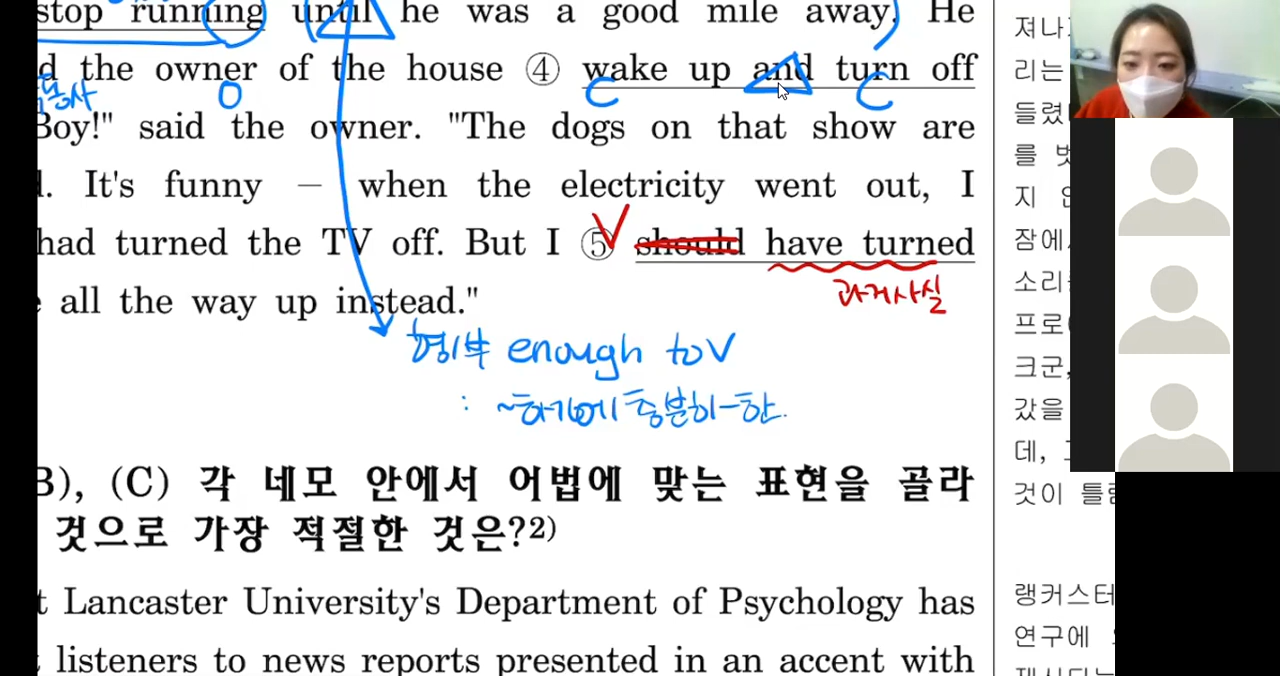 stop running until he was a good mile away. He
d the owner of the house ④ wake up and turn off
C C
O
동사
Boy!" said the owner. "The dogs on that show are
d. It's funny – when the electricity went out, I
had turned the TV off. But I ⑤ should have turned
과거사실
e all the way up instead."
형/부 enough to V
: ~하기에 충분히 ~한.
B), (C) 각 네모 안에서 어법에 맞는 표현을 골라
것으로 가장 적절한 것은?2)
t Lancaster University's Department of Psychology has
t listeners to news reports presented in an accent with
져나
리는
들렸
를 벗
지
잠에
소리
프로
크군,
갔을
데,
것이 틀림
랭커스터
연구에